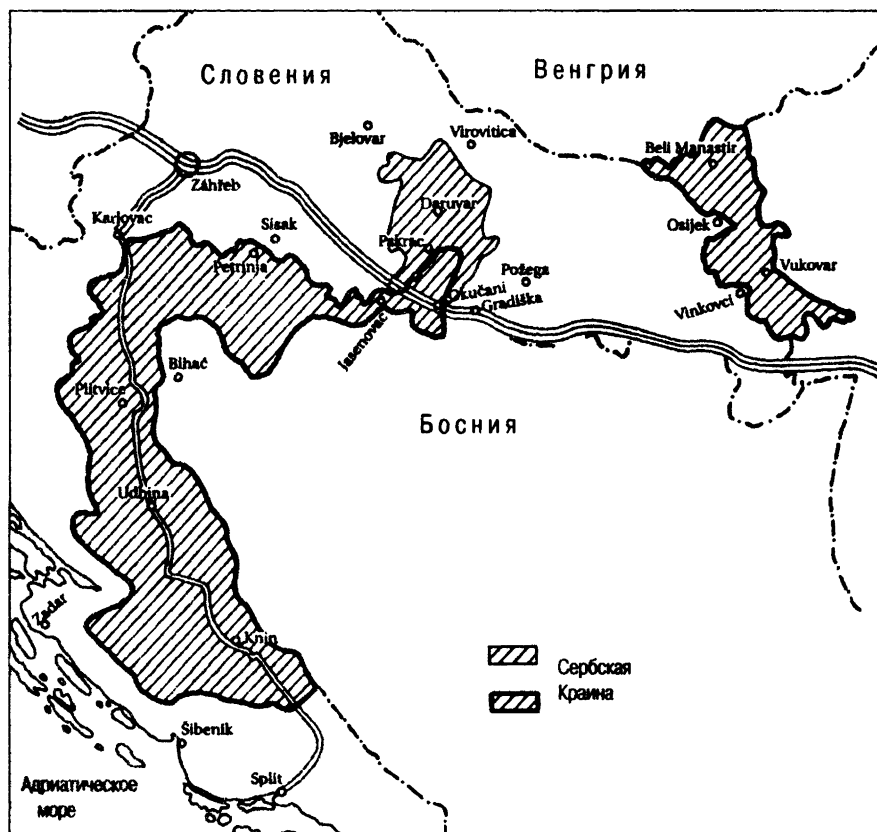 Словения
Венгрия
Bjelovar
Virovitica
Beli Manastir
Záhřeb
Daruvar
Karlovac
Sisak
Osijek
Pakrac
Petrinja
Požega
Vukovar
Okučani
Gradiška
Vinkovci
Jasenovac
Bihać
Plitvice
Босния
Udbina
Zadar
Knin
Сербская
Краина
Šibenik
Split
Адриатическое
море